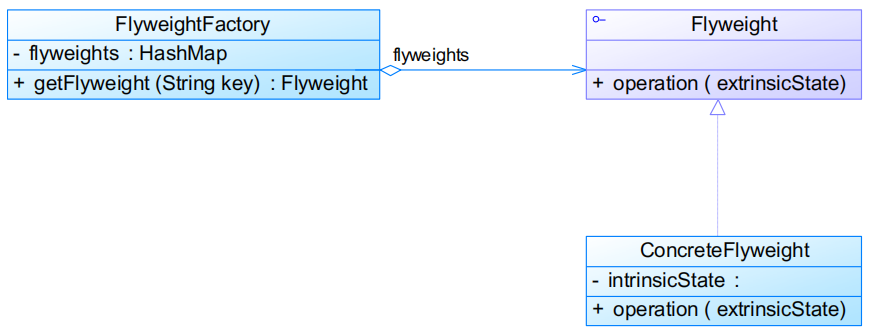 FlyweightFactory
- flyweights : HashMap
+ getFlyweight (String key) : Flyweight
flyweights
Flyweight
+ operation ( extrinsicState)
ConcreteFlyweight
- intrinsicState :
+ operation ( extrinsicState)